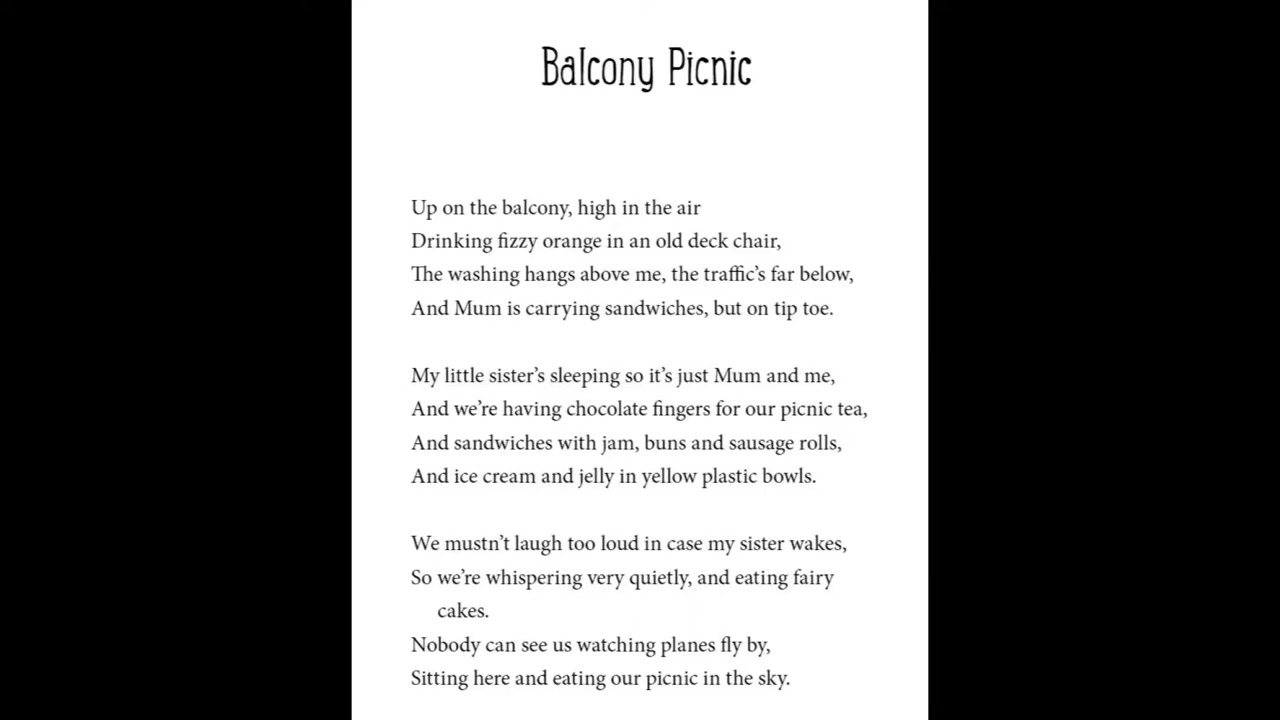 Balcony Picnic
Up on the balcony, high in the air
Drinking fizzy orange in an old deck chair,
The washing hangs above me, the traffic’s far below,
And Mum is carrying sandwiches, but on tip toe.
My little sister’s sleeping so it’s just Mum and me,
And we’re having chocolate fingers for our picnic tea,
And sandwiches with jam, buns and sausage rolls,
And ice cream and jelly in yellow plastic bowls.
We mustn’t laugh too loud in case my sister wakes,
So we’re whispering very quietly, and eating fairy
cakes.
Nobody can see us watching planes fly by,
Sitting here and eating our picnic in the sky.